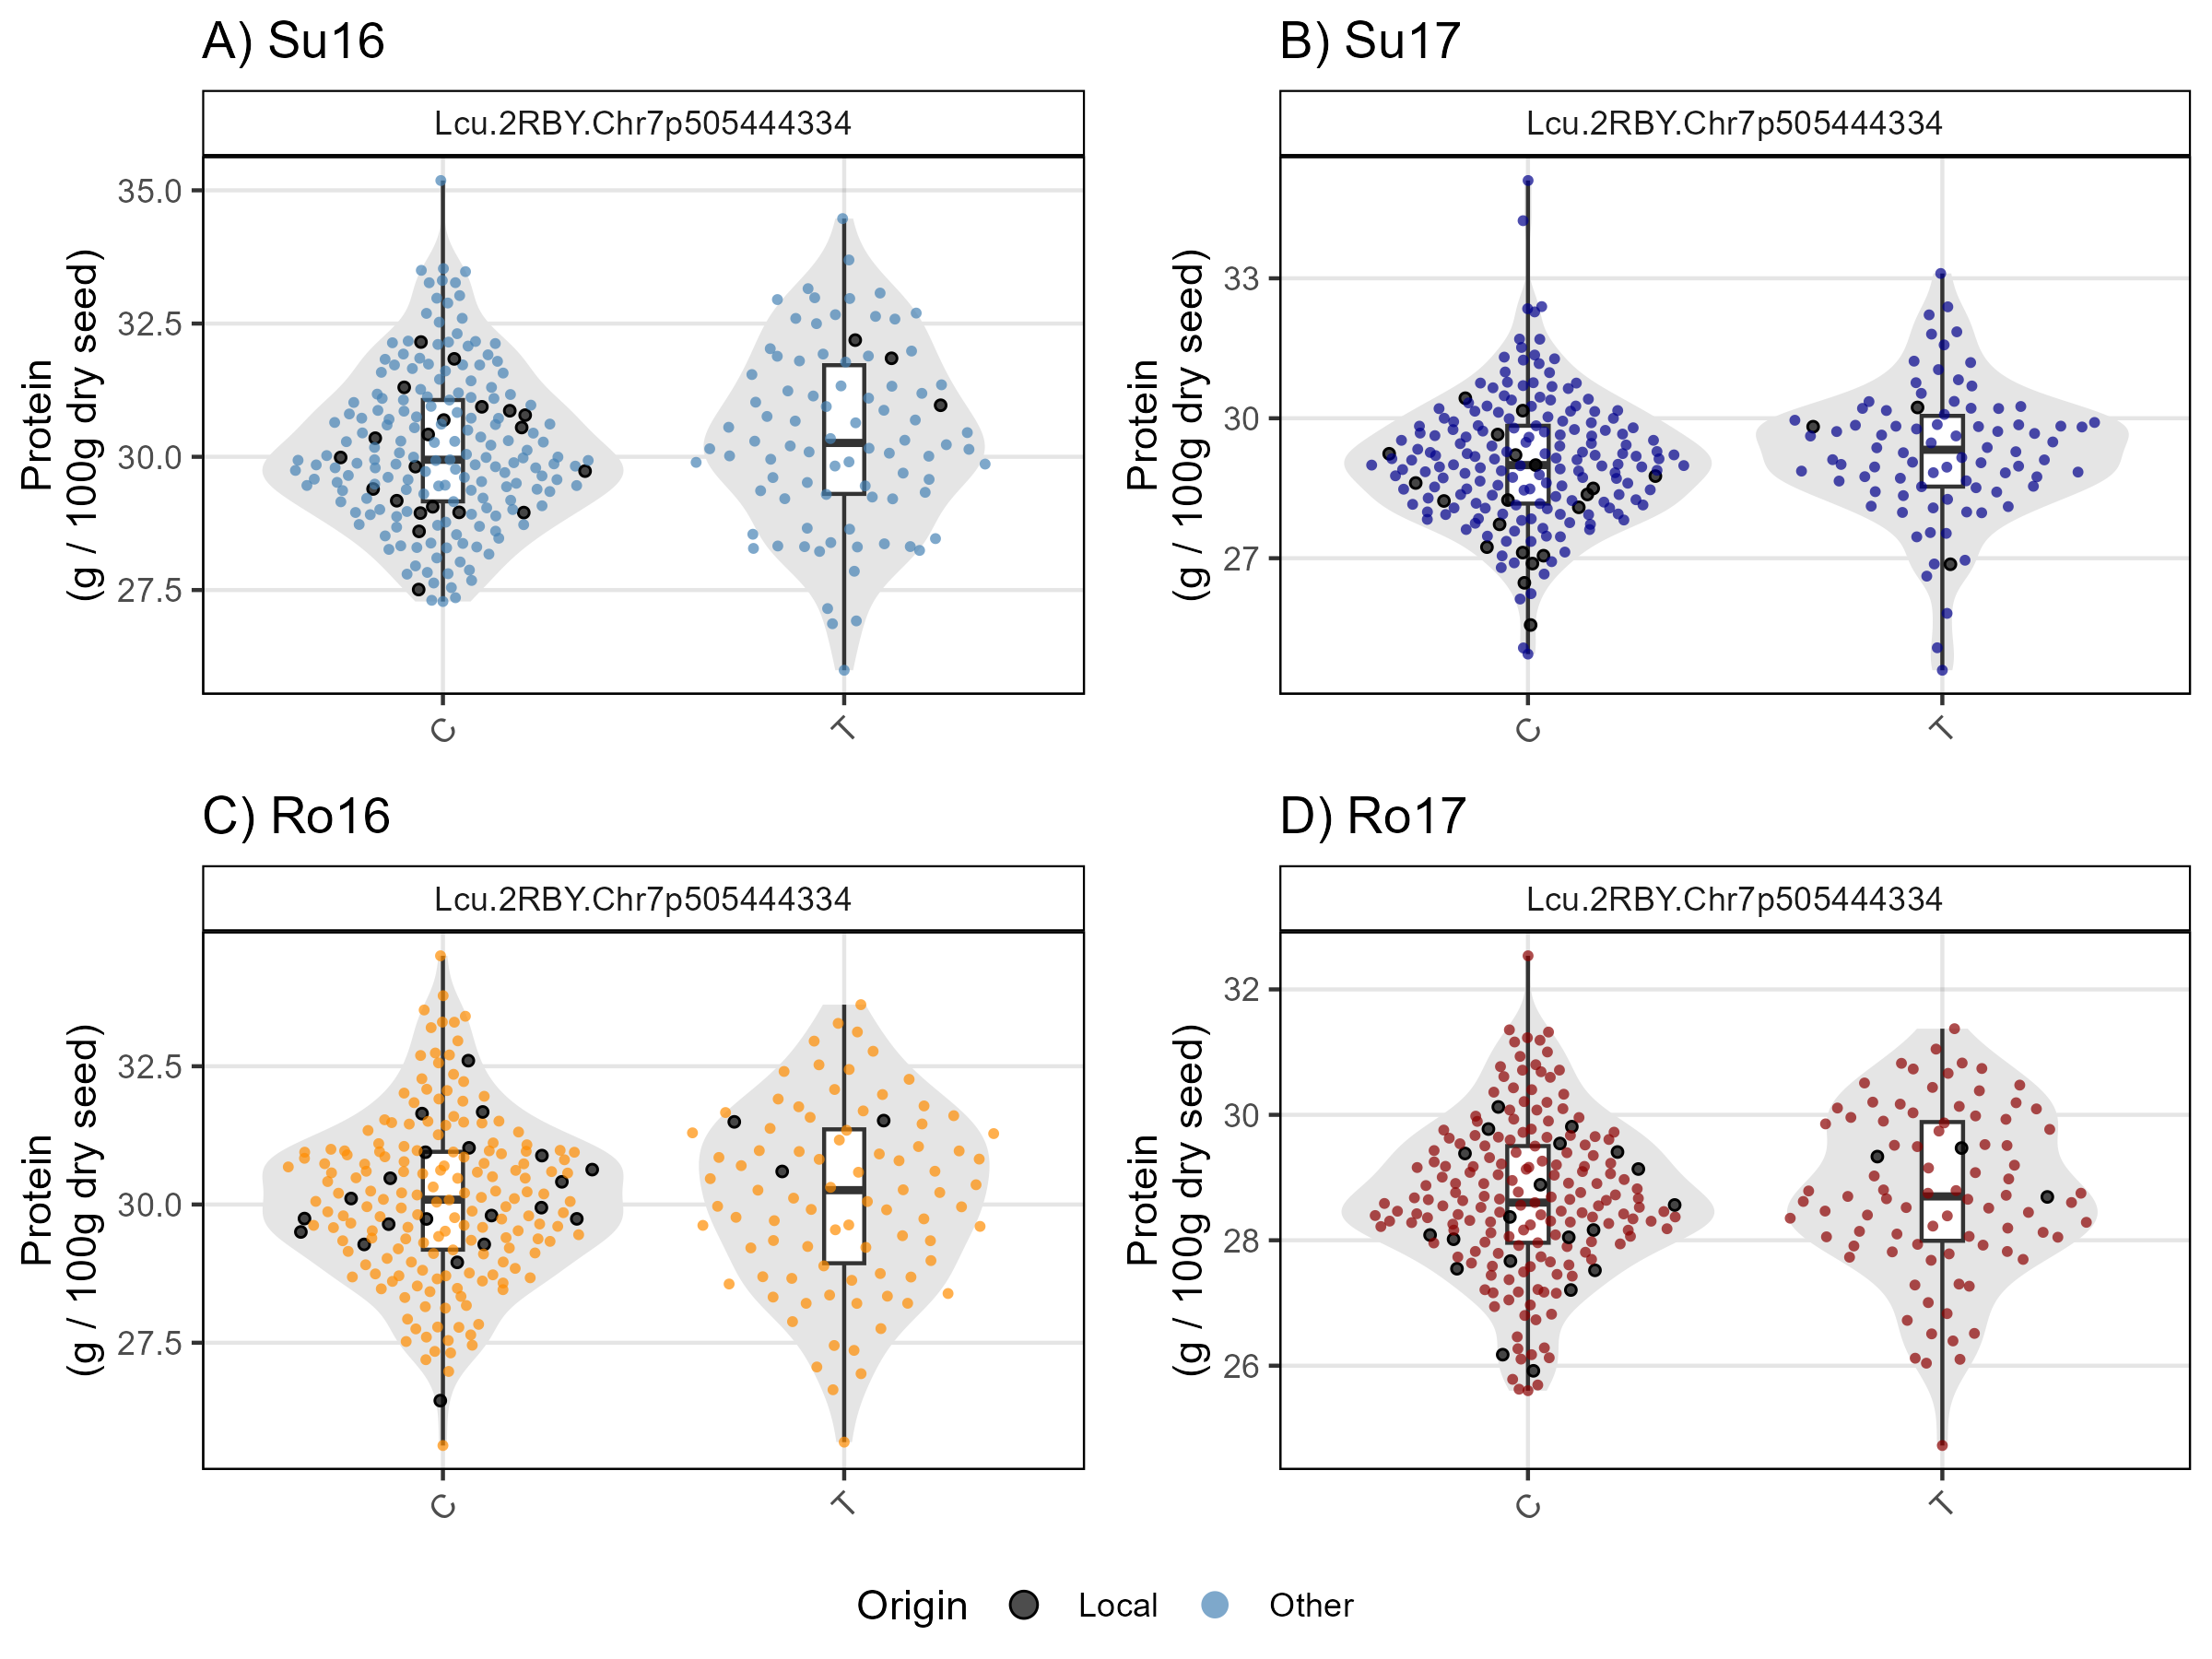 A) Su16
Lcu.2RBY.Chr7p505444334
Protein
(g / 100g dry seed)
35.0
32.5
30.0
27.5
C
T
B) Su17
Lcu.2RBY.Chr7p505444334
Protein
(g / 100g dry seed)
33
30
27
C
T
C) Ro16
Lcu.2RBY.Chr7p505444334
Protein
(g / 100g dry seed)
32.5
30.0
27.5
C
T
D) Ro17
Lcu.2RBY.Chr7p505444334
Protein
(g / 100g dry seed)
32
30
28
26
C
T
Origin Local Other